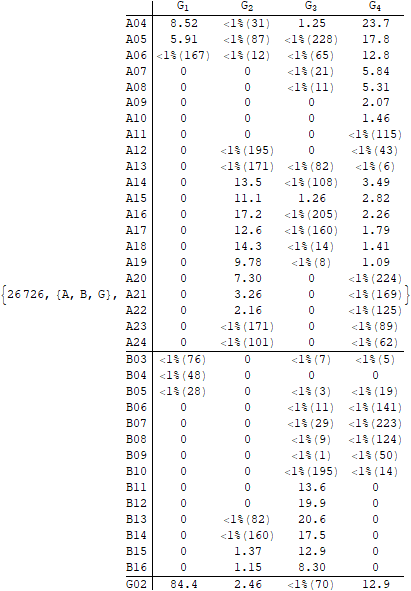 G1 G2 G3 G4
A04 8.52 <1%(31) 1.25 23.7
A05 5.91 <1%(87) <1%(228) 17.8
A06 <1%(167) <1%(12) <1%(65) 12.8
A07 0 0 <1%(21) 5.84
A08 0 0 <1%(11) 5.31
A09 0 0 0 2.07
A10 0 0 0 1.46
A11 0 0 0 <1%(115)
A12 0 <1%(195) 0 <1%(43)
A13 0 <1%(171) <1%(82) <1%(6)
A14 0 13.5 <1%(108) 3.49
A15 0 11.1 1.26 2.82
A16 0 17.2 <1%(205) 2.26
A17 0 12.6 <1%(160) 1.79
A18 0 14.3 <1%(14) 1.41
A19 0 9.78 <1%(8) 1.09
A20 0 7.30 0 <1%(224)
{26726, {A, B, G}, A21 0 3.26 0 <1%(169)}
A22 0 2.16 0 <1%(125)
A23 0 <1%(171) 0 <1%(89)
A24 0 <1%(101) 0 <1%(62)
B03 <1%(76) 0 <1%(7) <1%(5)
B04 <1%(48) 0 0 0
B05 <1%(28) 0 <1%(3) <1%(19)
B06 0 0 <1%(11) <1%(141)
B07 0 0 <1%(29) <1%(223)
B08 0 0 <1%(9) <1%(124)
B09 0 0 <1%(1) <1%(50)
B10 0 0 <1%(195) <1%(14)
B11 0 0 13.6 0
B12 0 0 19.9 0
B13 0 <1%(82) 20.6 0
B14 0 <1%(160) 17.5 0
B15 0 1.37 12.9 0
B16 0 1.15 8.30 0
G02 84.4 2.46 <1%(70) 12.9